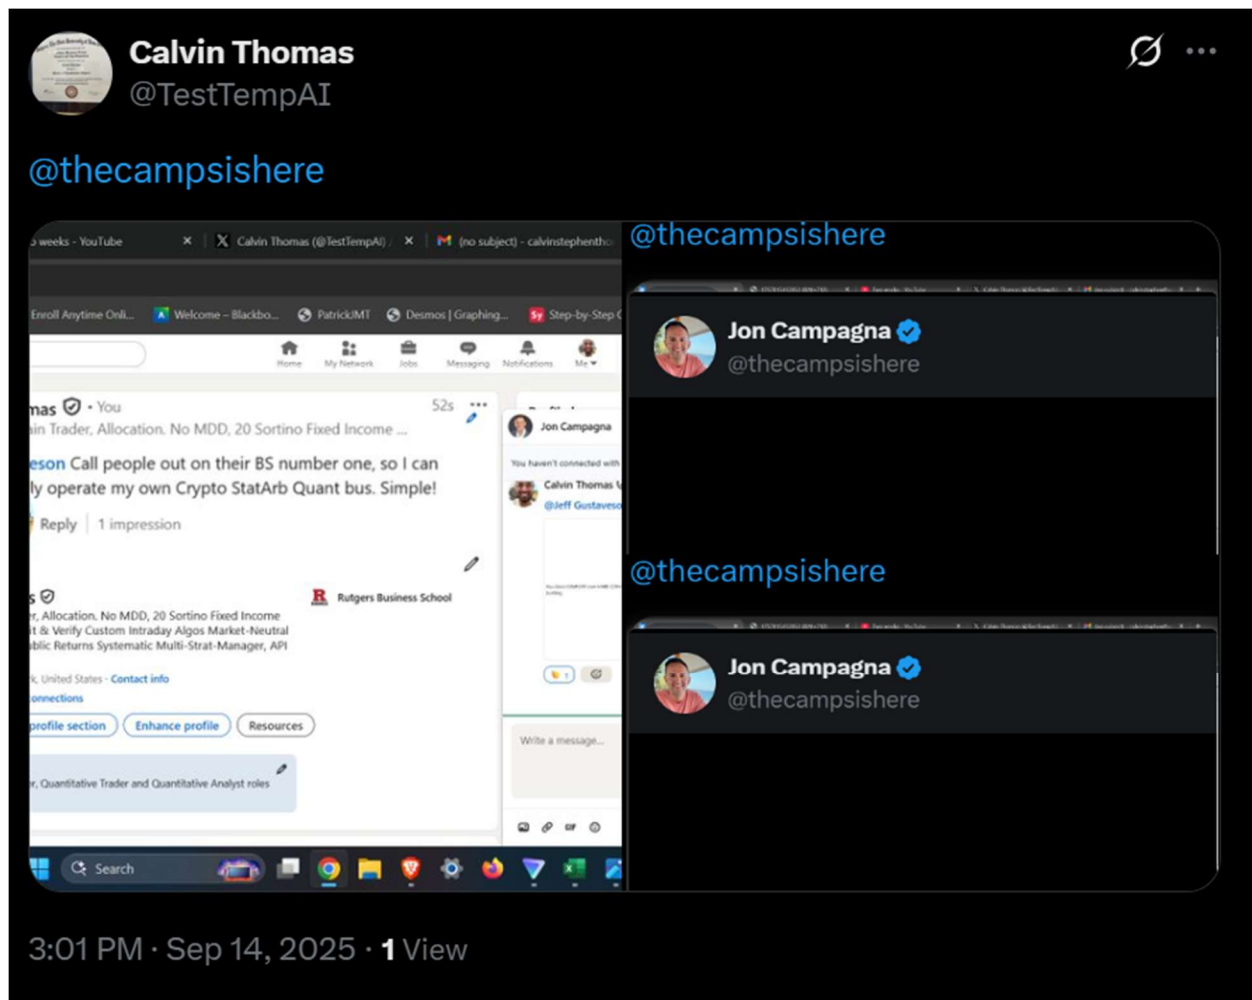 Calvin Thomas
@TestTempAI
@thecampsishere
weeks - YouTube
Calvin Thomas (@TestTempAI)
(no subject) - calvinstephentho
Enroll Anytime Onli...
Welcome – Blackbo...
PatrickJMT
Desmos | Graphing...
Sy Step-by-Step
Home
My Network
Jobs
Messaging
Notifications
Me
mas • You
52s
in Trader, Allocation. No MDD, 20 Sortino Fixed Income ...
eson Call people out on their BS number one, so I can
ly operate my own Crypto StatArb Quant bus. Simple!
Reply
1 impression
s
R Rutgers Business School
r, Allocation. No MDD, 20 Sortino Fixed Income
it & Verify Custom Intraday Algos Market-Neutral
blic Returns Systematic Multi-Strat-Manager, API
k, United States · Contact info
onnections
profile section
Enhance profile
Resources
r, Quantitative Trader and Quantitative Analyst roles
Jon Campagna
You haven't connected with
Calvin Thomas
@Jeff Gustaveso
1
Write a message...
GIF
Search
@thecampsishere
Jon Campagna
@thecampsishere
@thecampsishere
Jon Campagna
@thecampsishere
3:01 PM · Sep 14, 2025 · 1 View